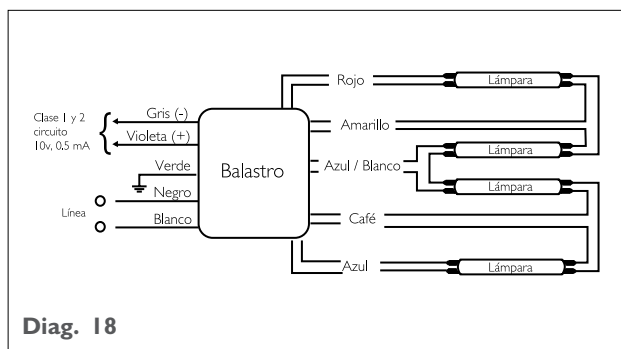 Rojo
Lámpara
Clase 1 y 2
circuito
10v, 0,5 mA
Gris (-)
Violeta (+)
Amarillo
Lámpara
Verde
Balastro
Azul / Blanco
Negro
Lámpara
Línea
Blanco
Café
Azul
Lámpara
Diag. 18